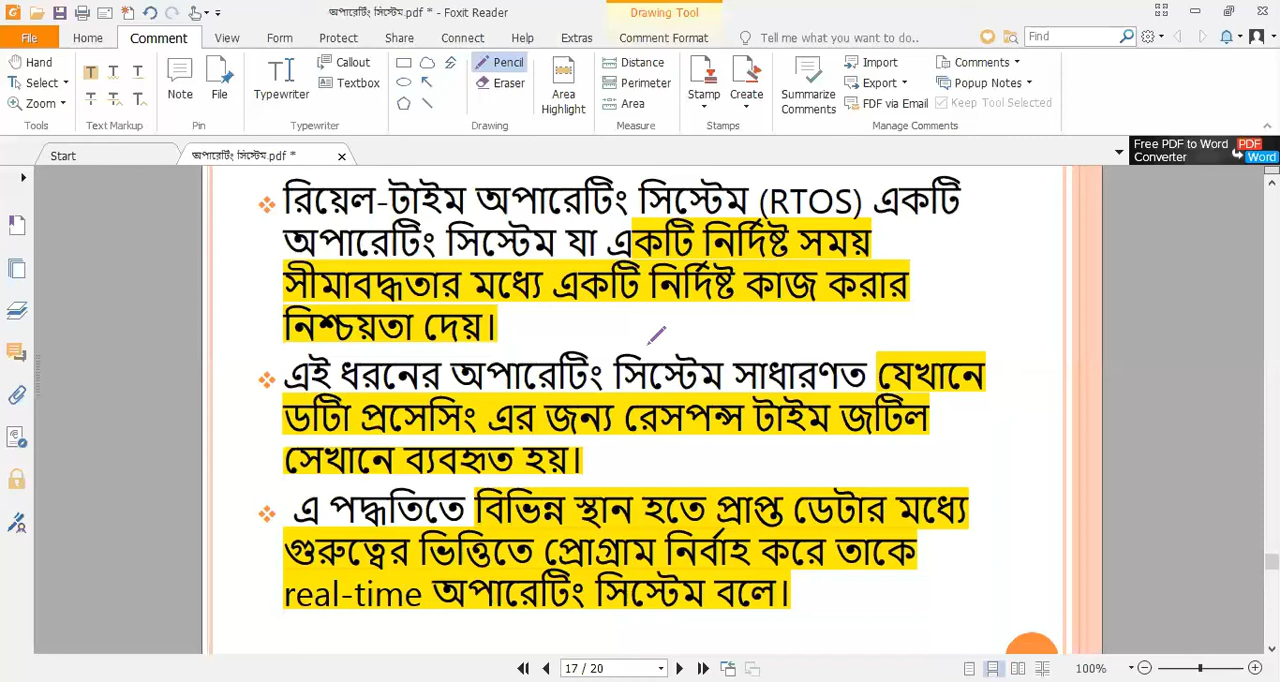 অপারেটিং সিস্টেম.pdf * - Foxit Reader
Drawing Tool
File Home Comment View Form Protect Share Connect Help Extras Comment Format Tell me what you want to do.. Find
Hand
Select
Zoom
Tools
Text Markup
Note
File
Pin
Typewriter
Callout
Textbox
Typewriter
Pencil
Eraser
Drawing
Area
Highlight
Distance
Perimeter
Area
Measure
Stamp
Create
Stamps
Summarize
Comments
Import
Export
FDF via Email
Comments
Popup Notes
Keep Tool Selected
Manage Comments
Start
অপারেটিং সিস্টেম.pdf *
Free PDF to Word
Converter
PDF
Word
রিয়েল-টাইম অপারেটিং সিস্টেম (RTOS) একটি
অপারেটিং সিস্টেম যা একটি নির্দিষ্ট সময়
সীমাবদ্ধতার মধ্যে একটি নির্দিষ্ট কাজ করার
নিশ্চয়তা দেয়।
এই ধরনের অপারেটিং সিস্টেম সাধারণত যেখানে
ডটিা প্রসেসিং এর জন্য রেসপন্স টাইম জটিল
সেখানে ব্যবহৃত হয়।
এ পদ্ধতিতে বিভিন্ন স্থান হতে প্রাপ্ত ডেটার মধ্যে
গুরুত্বের ভিত্তিতে প্রোগ্রাম নির্বাহ করে তাকে
real-time অপারেটিং সিস্টেম বলে।
17 / 20
100%